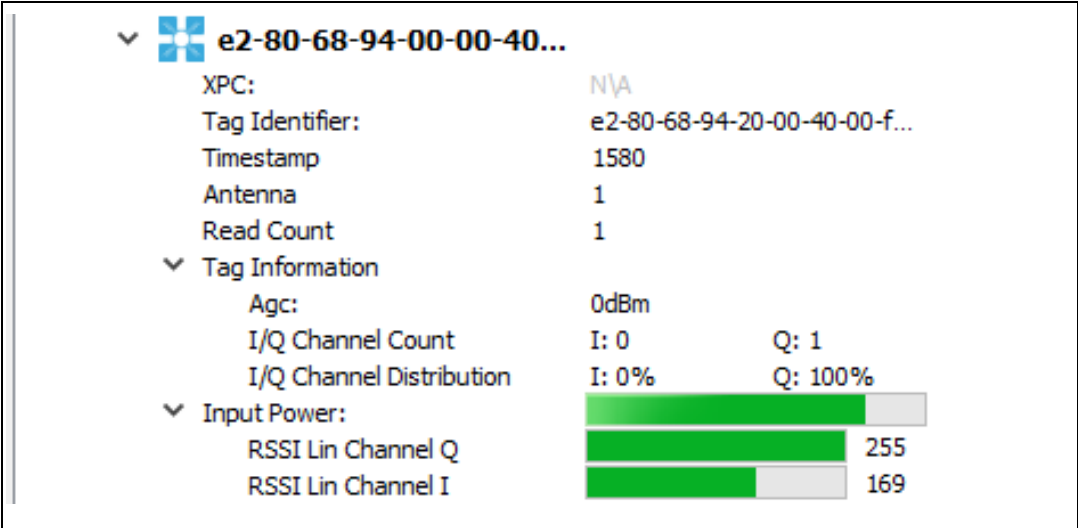 e2-80-68-94-00-00-40...
XPC: N\A
Tag Identifier: e2-80-68-94-20-00-40-00-f...
Timestamp 1580
Antenna 1
Read Count 1
Tag Information
Agc: 0dBm
I/Q Channel Count I: 0 Q: 1
I/Q Channel Distribution I: 0% Q: 100%
Input Power:
RSSI Lin Channel Q 255
RSSI Lin Channel I 169